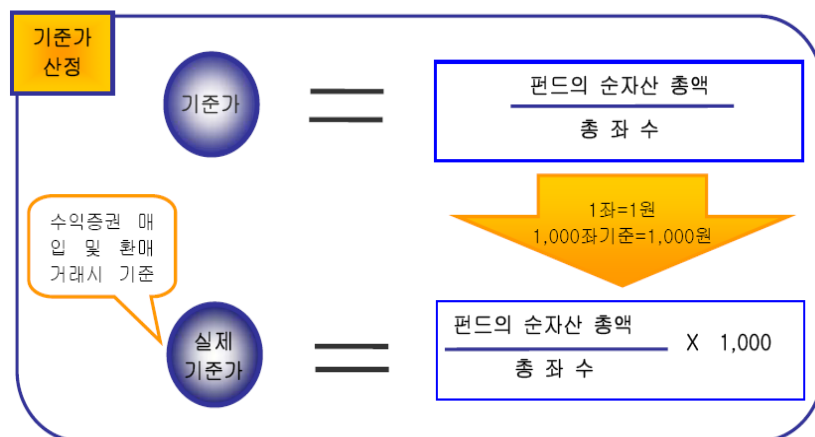 기준가
산정
기준가
펀드의 순자산 총액
총 좌 수
1좌=1원
1,000좌기준=1,000원
수익증권 매
입 및 환매
거래시 기준
실제
기준가
펀드의 순자산 총액
총 좌 수
X 1,000